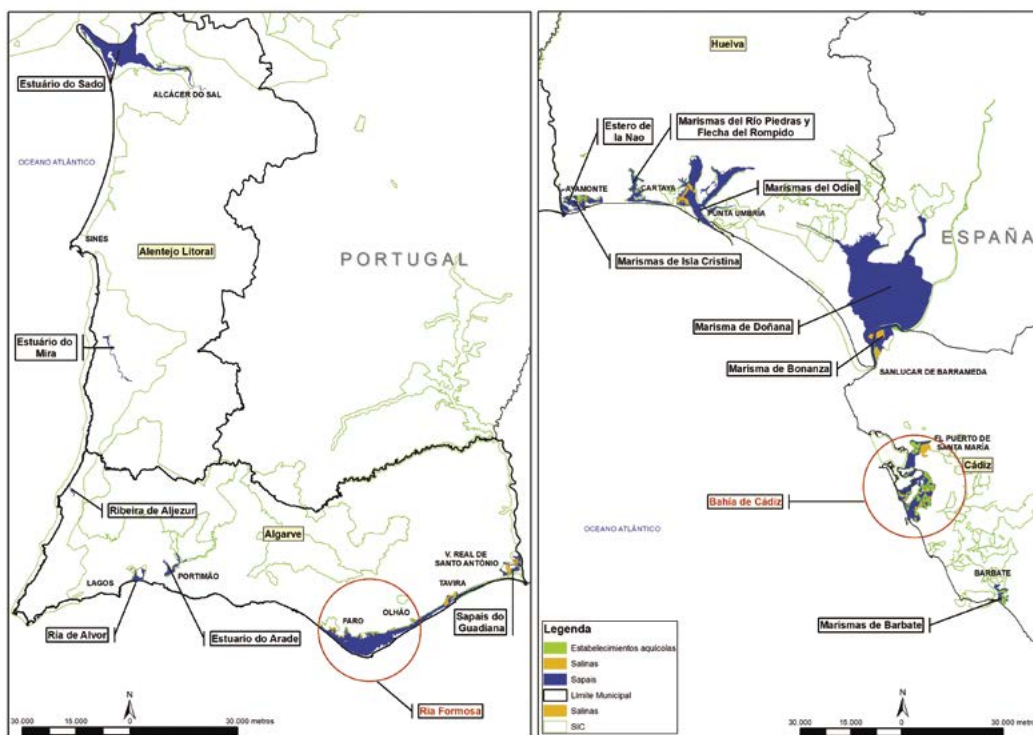 Estuário do Sado
ALCÁCER DO SAL
OCEANO ATLÂNTICO
SINES
Alentejo Litoral
PORTUGAL
Estuário do
Mira
Ribeira de Aljezur
Algarve
LAGOS
PORTIMÃO
V. REAL DE
SANTO ANTÓNIO
TAVIRA
OLHÃO
FARO
Ría de Alvor
Estuario do Arade
Sapais do
Guadiana
Ria Formosa
N
30.000 15.000 0 30.000 metros
Huelva
Estero de
la Nao
Marismas del Río Piedras y
Flecha del Rompido
AYAMONTE
CARTAYA
Marismas del Odiel
PUNTA UMBRÍA
ESPAÑA
Marismas de Isla Cristina
Marisma de Doñana
Marisma de Bonanza
SANLUCAR DE BARRAMEDA
EL PUERTO DE
SANTA MARÍA
Cádiz
Bahía de Cádiz
OCEANO ATLÁNTICO
BARBATE
Marismas de Barbate
Legenda
Estabelecimientos aquícolas
Salinas
Sapais
Límite Municipal
Salinas
SIC
N
30.000 15.000 0 30.000 metros